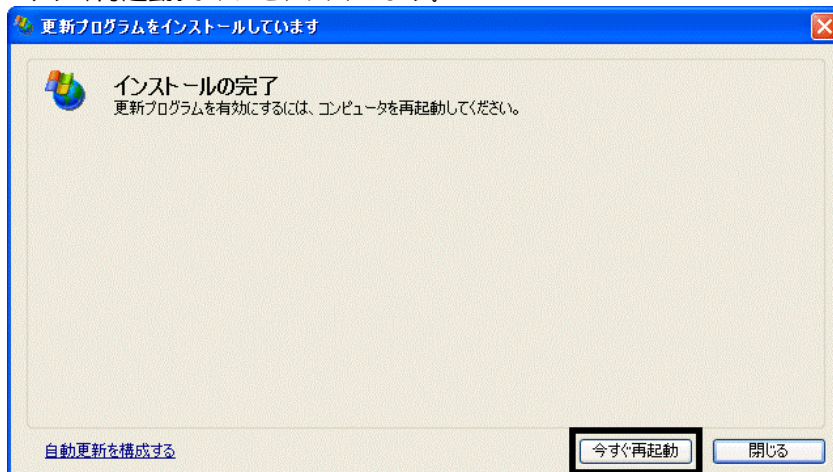 更新プログラムをインストールしています
インストールの完了
更新プログラムを有効にするには、コンピュータを再起動してください。
自動更新を構成する
今すぐ再起動
閉じる